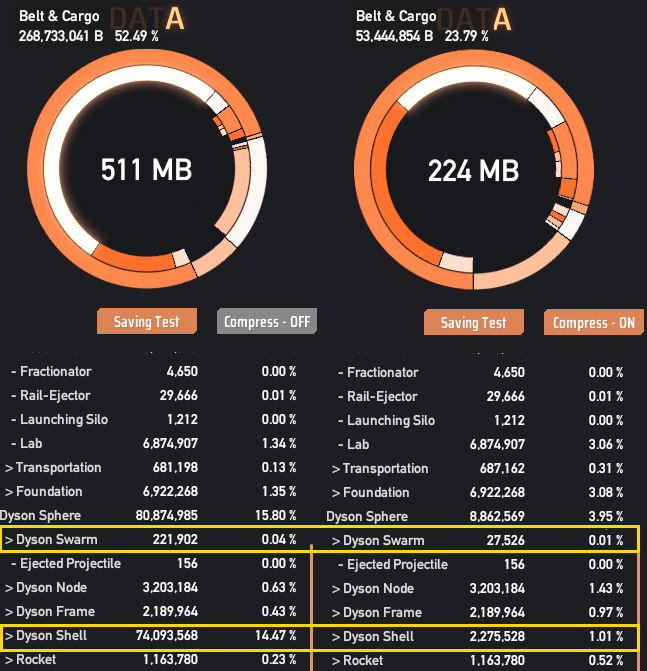 DATA
Belt & Cargo
268,733,041 B 52.49 %
511 MB
Saving Test Compress - OFF
- Fractionator 4,650 0.00 %
- Rail-Ejector 29,666 0.01 %
- Launching Silo 1,212 0.00 %
- Lab 6,874,907 1.34 %
> Transportation 681,198 0.13 %
> Foundation 6,922,268 1.35 %
Dyson Sphere 80,874,985 15.80 %
> Dyson Swarm 221,902 0.04 %
- Ejected Projectile 156 0.00 %
> Dyson Node 3,203,184 0.63 %
> Dyson Frame 2,189,964 0.43 %
> Dyson Shell 74,093,568 14.47 %
> Rocket 1,163,780 0.23 %
DATA
Belt & Cargo
53,444,854 B 23.79 %
224 MB
Saving Test Compress - ON
- Fractionator 4,650 0.00 %
- Rail-Ejector 29,666 0.01 %
- Launching Silo 1,212 0.00 %
- Lab 6,874,907 3.06 %
> Transportation 687,162 0.31 %
> Foundation 6,922,268 3.08 %
Dyson Sphere 8,862,569 3.95 %
> Dyson Swarm 27,526 0.01 %
- Ejected Projectile 156 0.00 %
> Dyson Node 3,203,184 1.43 %
> Dyson Frame 2,189,964 0.97 %
> Dyson Shell 2,275,528 1.01 %
> Rocket 1,163,780 0.52 %